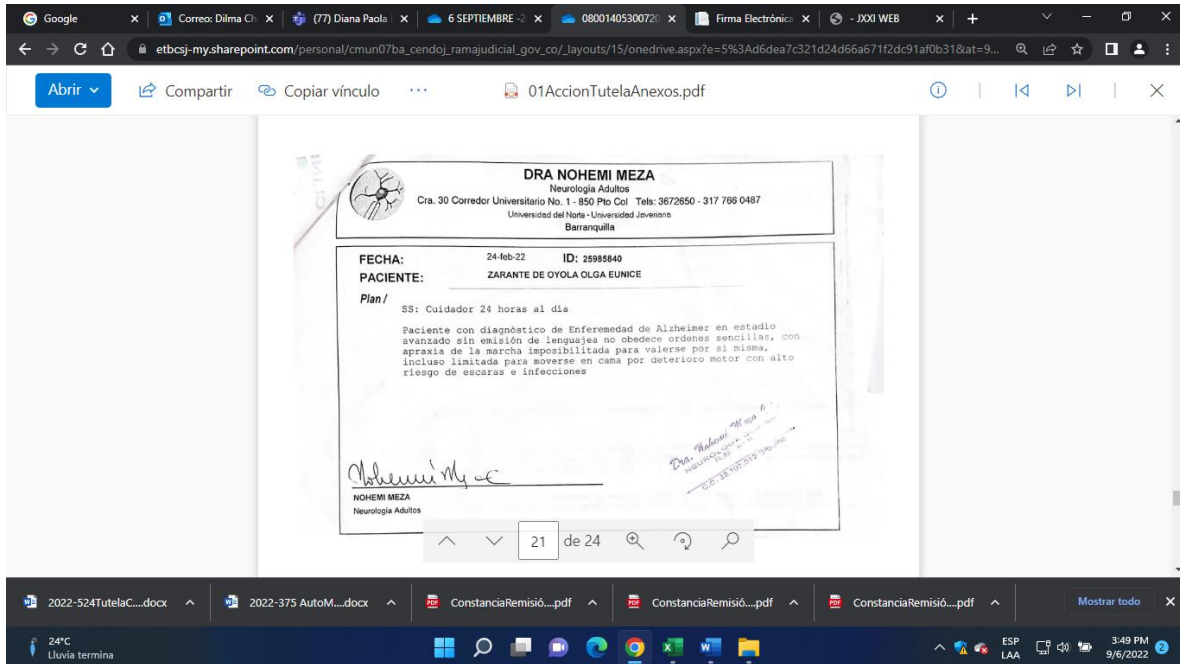 Google
Correo: Dilma Ch
(77) Diana Paola
6 SEPTIEMBRE -2
08001405300720
Firma Electrónica
- JXXI WEB
etbcsj-my.sharepoint.com/personal/cmun07ba_cendoj_ramajudicial_gov_co/_layouts/15/onedrive.aspx?e=5%3Ad6dea7c321d24d66a671f2dc91af0b31&at=9...
Abrir
Compartir
Copiar vínculo
...
01AccionTutelaAnexos.pdf
DRA NOHEMI MEZA
Neurología Adultos
Cra. 30 Corredor Universitario No. 1 - 850 Pto Col Tels: 3672650 - 317 766 0487
Universidad del Norte - Universidad Javeriana
Barranquilla
FECHA: 24-feb-22 ID: 25985840
PACIENTE: ZARANTE DE OYOLA OLGA EUNICE
Plan /
SS: Cuidador 24 horas al día
Paciente con diagnóstico de Enferemedad de Alzheimer en estadio
avanzado sin emisión de lenguajea no obedece ordenes sencillas, con
apraxia de la marcha imposibilitada para valerse por si misma,
incluso limitada para moverse en cama por deterioro motor con alto
riesgo de escaras e infecciones
Dra. Nohemi Meza
NOHEMI MEZA
Neurología Adultos
21 de 24
2022-524TutelaC....docx
2022-375 AutoM....docx
ConstanciaRemisió....pdf
ConstanciaRemisió....pdf
ConstanciaRemisió....pdf
Mostrar todo
24°C
Lluvia termina
ESP
LAA
3:49 PM
9/6/2022
2